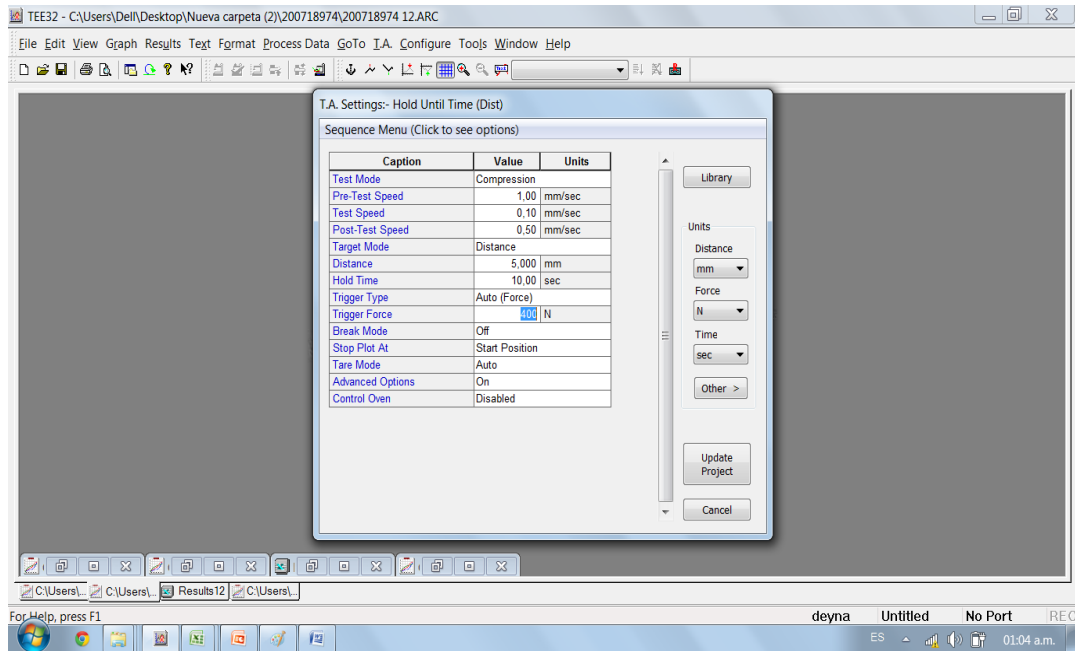 TEE32 - C:\Users\Dell\Desktop\Nueva carpeta (2)\200718974\200718974 12.ARC
File Edit View Graph Results Text Format Process Data GoTo T.A. Configure Tools Window Help
T.A. Settings:- Hold Until Time (Dist)
Sequence Menu (Click to see options)
Caption Value Units
Test Mode Compression
Pre-Test Speed 1,00 mm/sec
Test Speed 0,10 mm/sec
Post-Test Speed 0,50 mm/sec
Target Mode Distance
Distance 5,000 mm
Hold Time 10,00 sec
Trigger Type Auto (Force)
Trigger Force 400 N
Break Mode Off
Stop Plot At Start Position
Tare Mode Auto
Advanced Options On
Control Oven Disabled
Library
Units
Distance
mm
Force
N
Time
sec
Other >
Update
Project
Cancel
C:\Users\... C:\Users\... Results12 C:\Users\...
For Help, press F1 deyna Untitled No Port REC
ES 01:04 a.m.